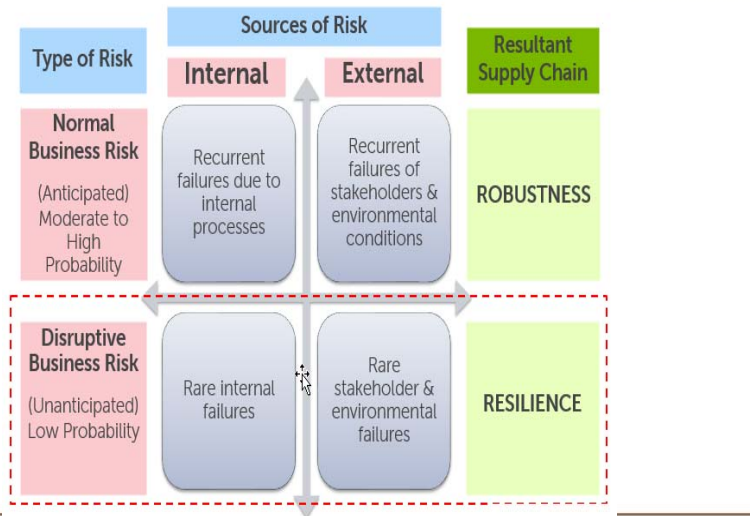 Sources of Risk
Type of Risk
Internal
External
Resultant
Supply Chain
Normal
Business Risk
(Anticipated)
Moderate to
High
Probability
Recurrent
failures due to
internal
processes
Recurrent
failures of
stakeholders &
environmental
conditions
ROBUSTNESS
Disruptive
Business Risk
(Unanticipated)
Low Probability
Rare internal
failures
Rare
stakeholder &
environmental
failures
RESILIENCE